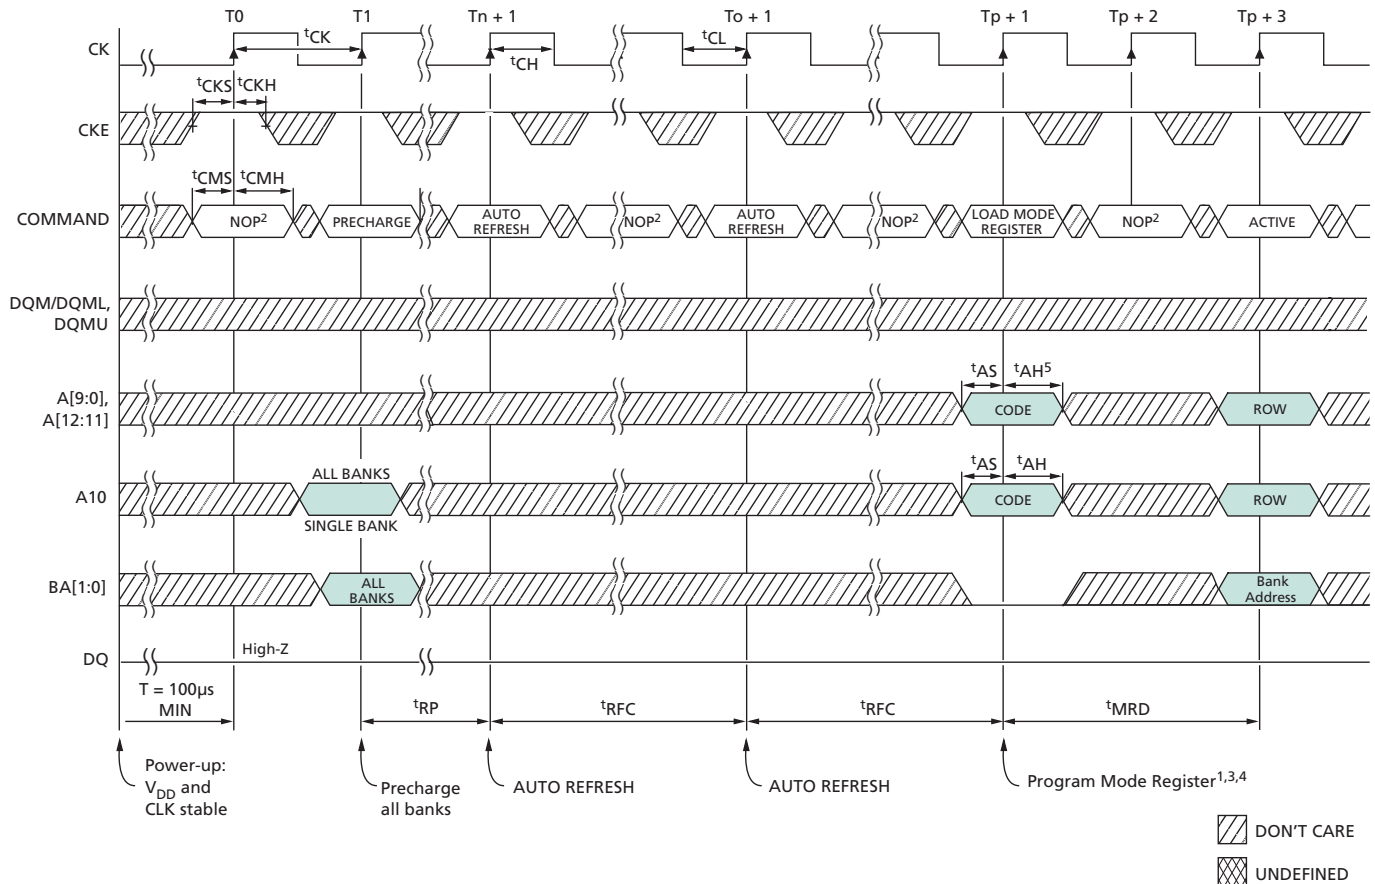 T0 T1 Tn + 1 To + 1 Tp + 1 Tp + 2 Tp + 3
CK
tCK
tCH
tCL
tCKS tCKH
CKE
tCMS tCMH
COMMAND
NOP2
PRECHARGE
AUTO
REFRESH
NOP2
AUTO
REFRESH
NOP2
LOAD MODE
REGISTER
NOP2
ACTIVE
DQM/DQML,
DQMU
tAS tAH5
A[9:0],
A[12:11]
CODE
ROW
ALL BANKS
tAS tAH
A10
CODE
ROW
SINGLE BANK
BA[1:0]
ALL
BANKS
Bank
Address
DQ
High-Z
T = 100µs
MIN
tRP
tRFC
tRFC
tMRD
Power-up:
VDD and
CLK stable
Precharge
all banks
AUTO REFRESH
AUTO REFRESH
Program Mode Register1,3,4
DON'T CARE
UNDEFINED